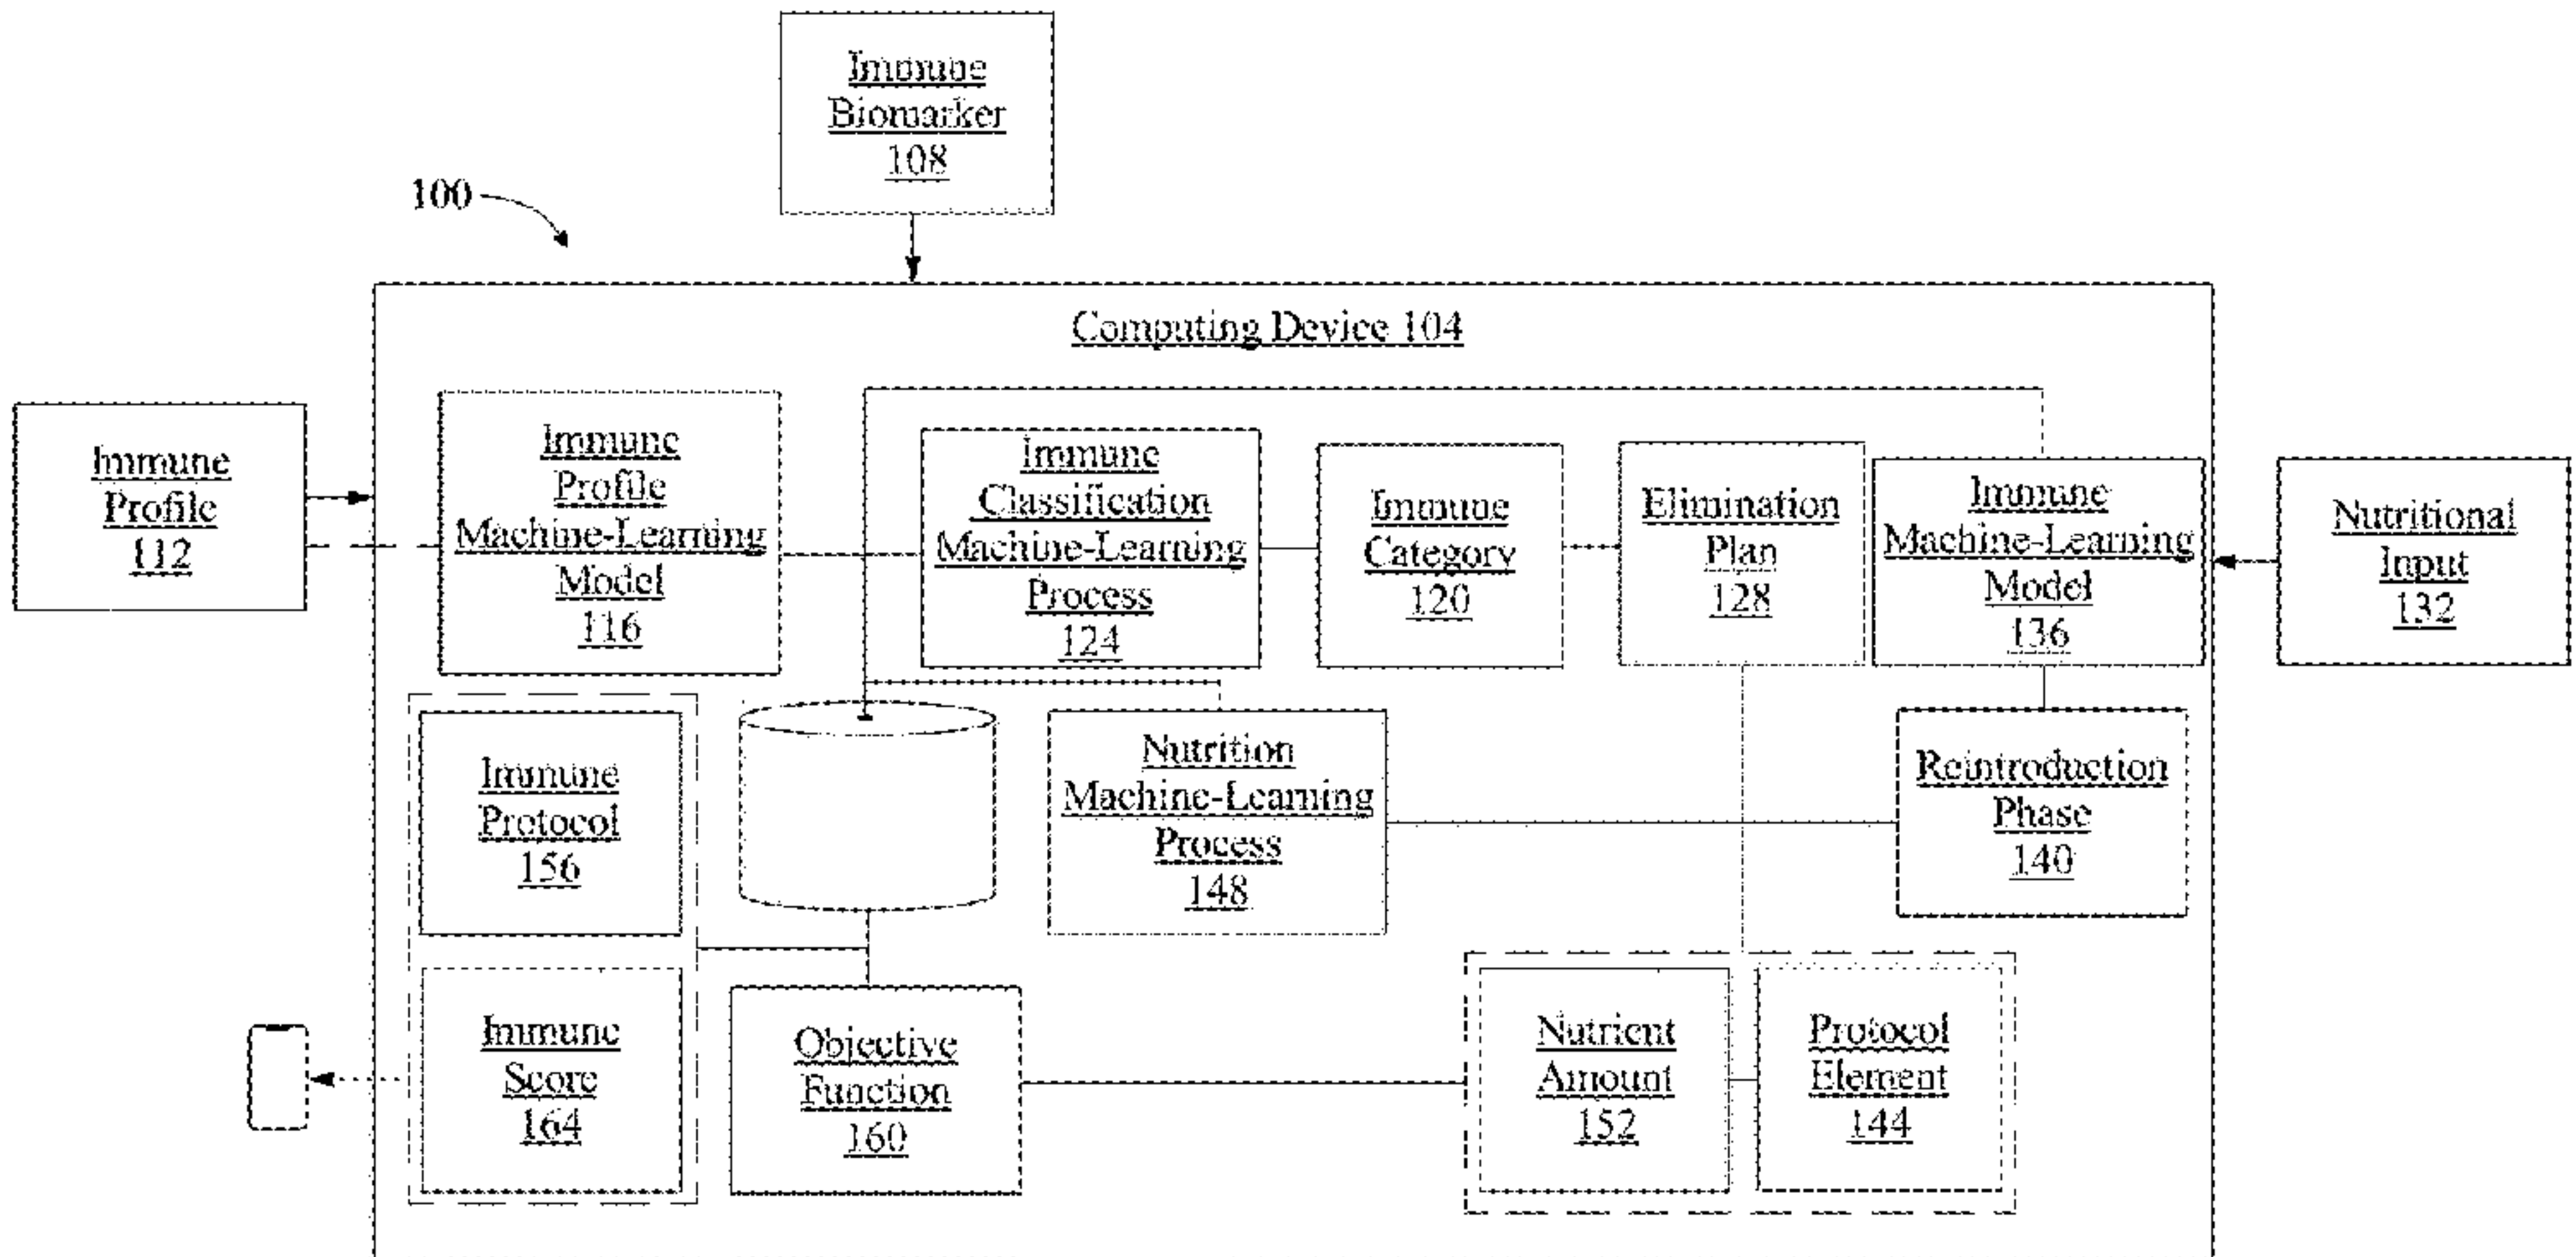 Immune
Biomarker
108
100
Computing Device 104
Immune
Profile
112
Immune
Profile
Machine-Learning
Model
116
Immune
Classification
Machine-Learning
Process
124
Immune
Category
120
Elimination
Plan
128
Immune
Machine-Learning
Model
136
Nutritional
Input
132
Immune
Protocol
156
Nutrition
Machine-Learning
Process
148
Reintroduction
Phase
140
Immune
Score
164
Objective
Function
160
Nutrient
Amount
152
Protocol
Element
144